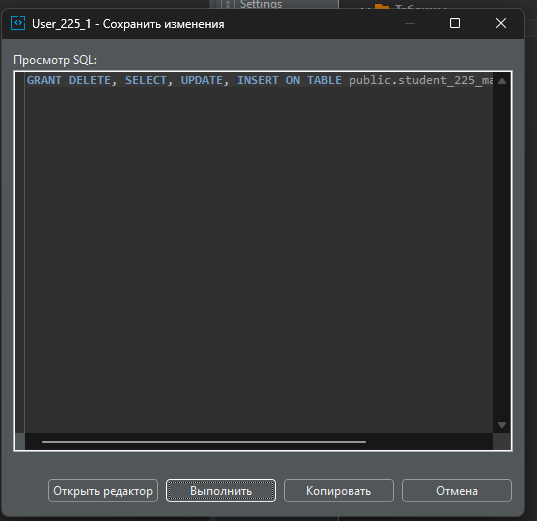 Settings
User_225_1 - Сохранить изменения
Просмотр SQL:
GRANT DELETE, SELECT, UPDATE, INSERT ON TABLE public.student_225_ma
Открыть редактор
Выполнить
Копировать
Отмена